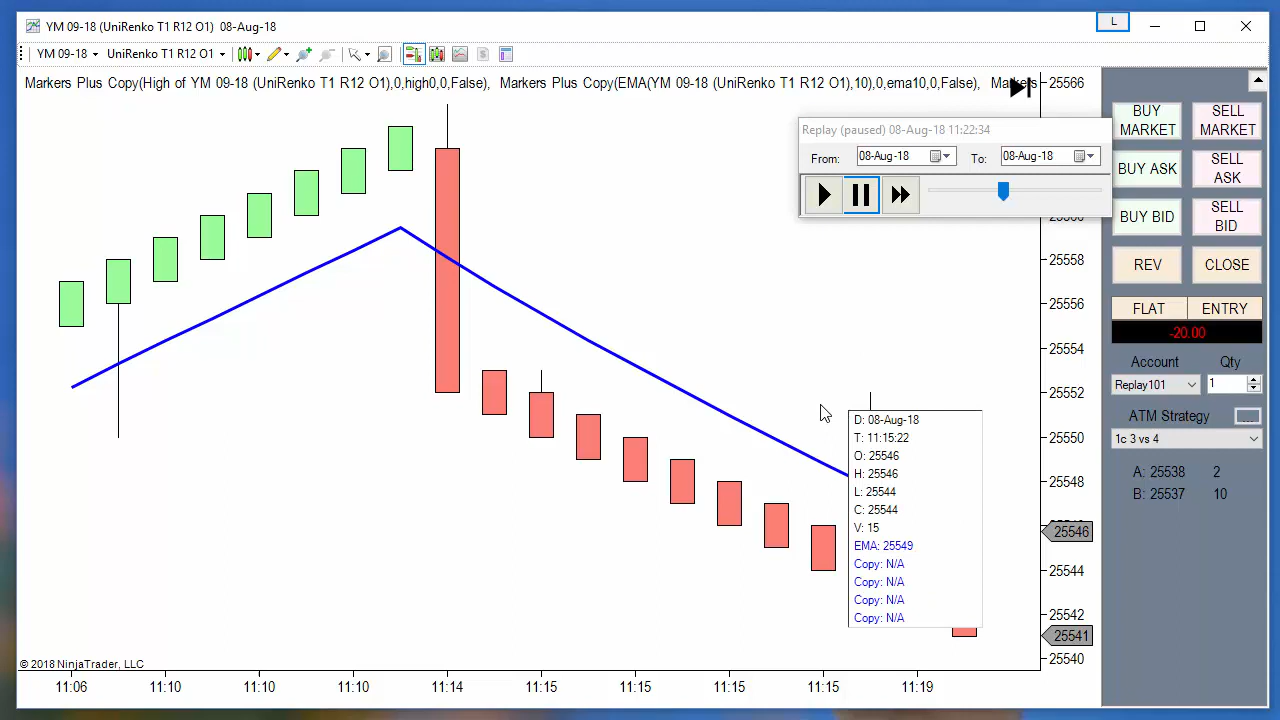 YM 09-18 (UniRenko T1 R12 O1)  08-Aug-18
L
YM 09-18
UniRenko T1 R12 O1
Markers Plus Copy(High of YM 09-18 (UniRenko T1 R12 O1),0,high0,0,False),  Markers Plus Copy(EMA(YM 09-18 (UniRenko T1 R12 O1),10),0,ema10,0,False),
25566
25558
25556
25554
25552
25550
25548
25546
25544
25542
25541
25540
Replay (paused) 08-Aug-18 11:22:34
From: 08-Aug-18 To: 08-Aug-18
BUY MARKET
SELL MARKET
BUY ASK
SELL ASK
BUY BID
SELL BID
REV
CLOSE
FLAT
ENTRY
-20.00
Account Qty
Replay101 1
ATM Strategy
1c 3 vs 4
A: 25538 2
B: 25537 10
D: 08-Aug-18
T: 11:15:22
O: 25546
H: 25546
L: 25544
C: 25544
V: 15
EMA: 25549
Copy: N/A
Copy: N/A
Copy: N/A
Copy: N/A
© 2018 NinjaTrader, LLC
11:06 11:10 11:10 11:10 11:14 11:15 11:15 11:15 11:15 11:19